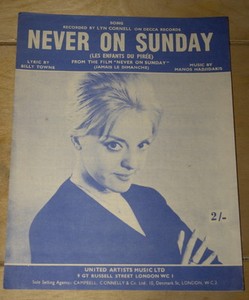 SONG
RECORDED BY LYN CORNELL ON DECCA RECORDS
NEVER ON SUNDAY
(LES ENFANTS DU PIRÉE)
LYRIC BY
BILLY TOWNE
FROM THE FILM "NEVER ON SUNDAY"
(JAMAIS LE DIMANCHE)
MUSIC BY
MANOS HADJIDAKIS
2/-
UNITED ARTISTS MUSIC LTD
9 GT RUSSELL STREET LONDON WC1
Sole Selling Agents: CAMPBELL CONNELLY & Co. Ltd. 10, Denmark St, LONDON, W.C.2.